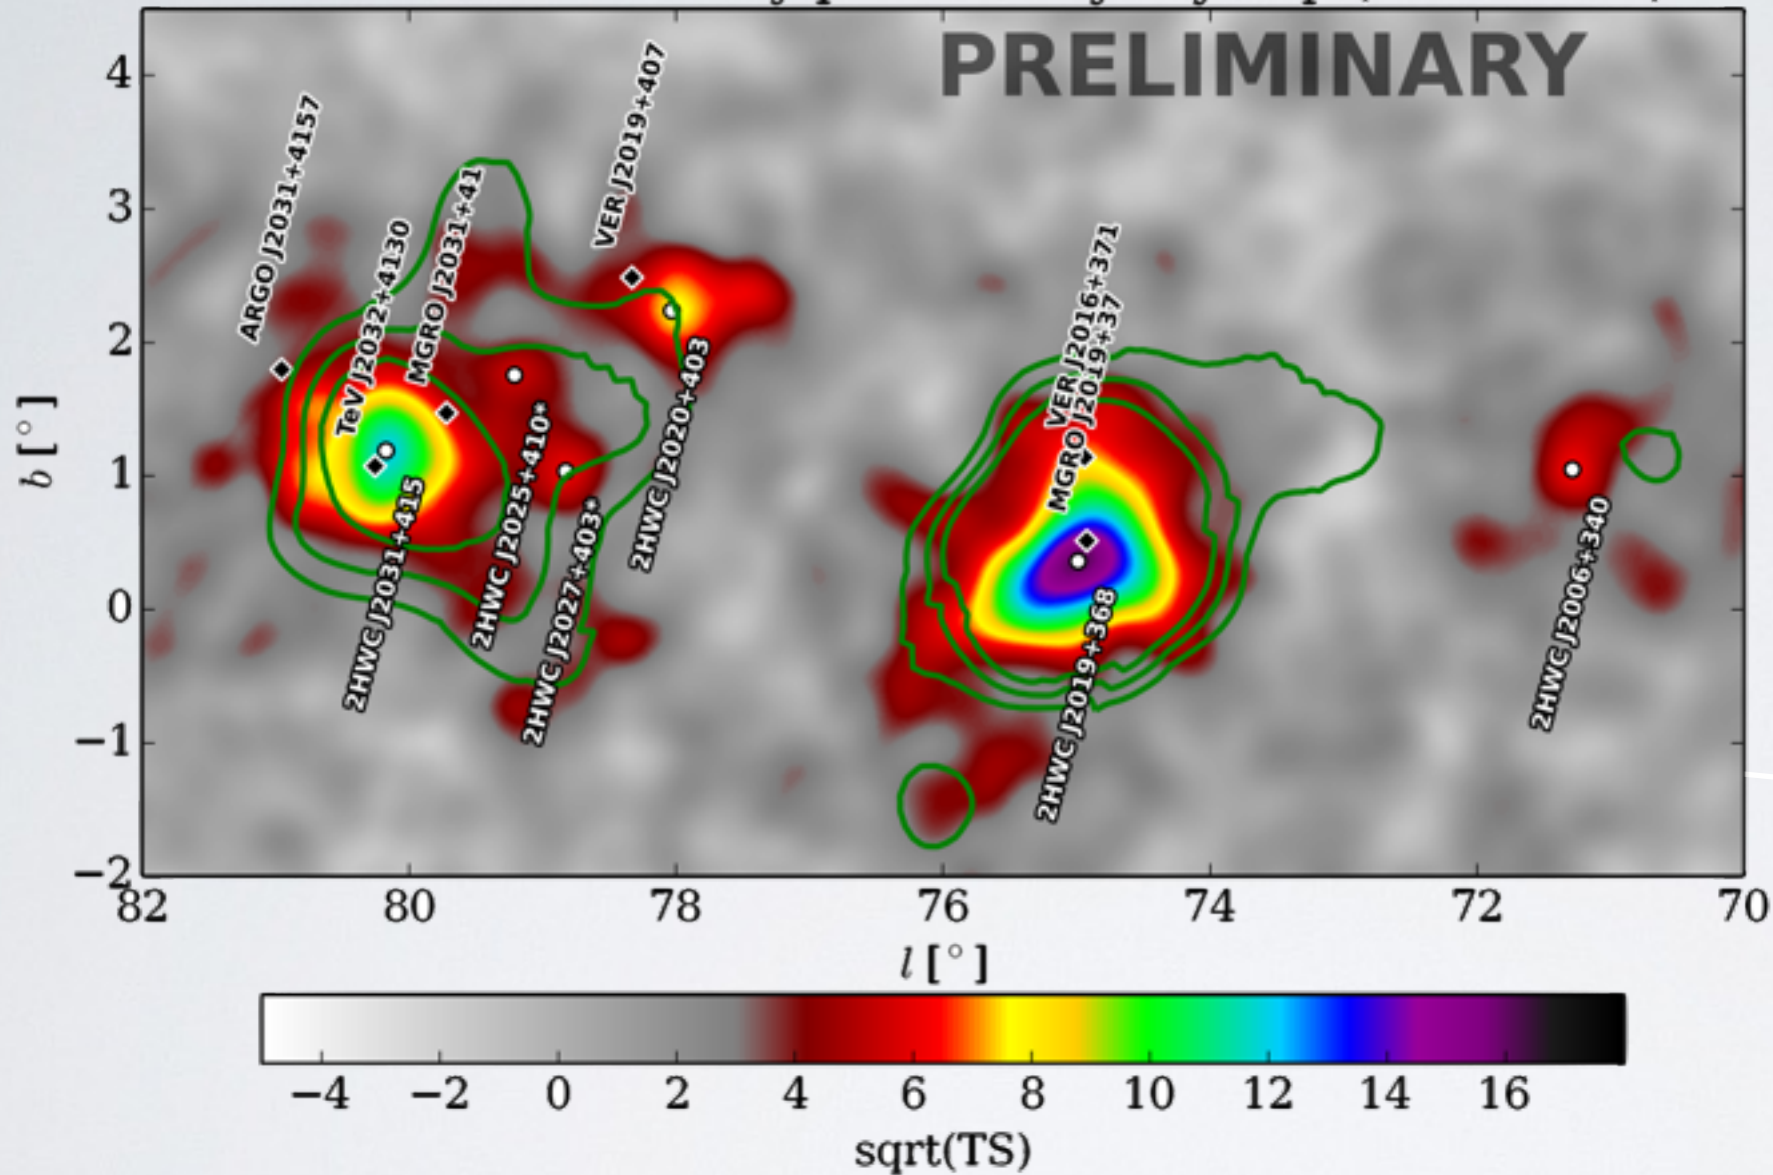 PRELIMINARY
4
3
2
1
0
−1
−2
b [°]
ARGO J2031+4157
TeV J2032+4130
MGRO J2031+41
VER J2019+407
VER J2016+371
MGRO J2019+37
2HWC J2031+415
2HWC J2025+410*
2HWC J2027+403*
2HWC J2020+403
2HWC J2019+368
2HWC J2006+340
82 80 78 76 74 72 70
l [°]
−4 −2 0 2 4 6 8 10 12 14 16
sqrt(TS)